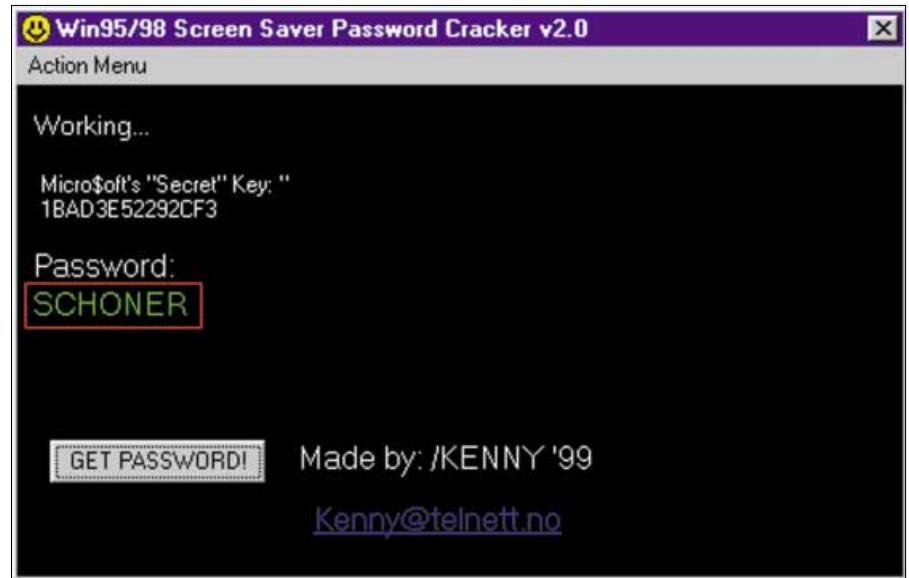 Win95/98 Screen Saver Password Cracker v2.0
Action Menu
Working...
Micro$oft's "Secret" Key: "
1BAD3E52292CF3
Password:
SCHONER
GET PASSWORD!
Made by: /KENNY '99
Kenny@telnett.no